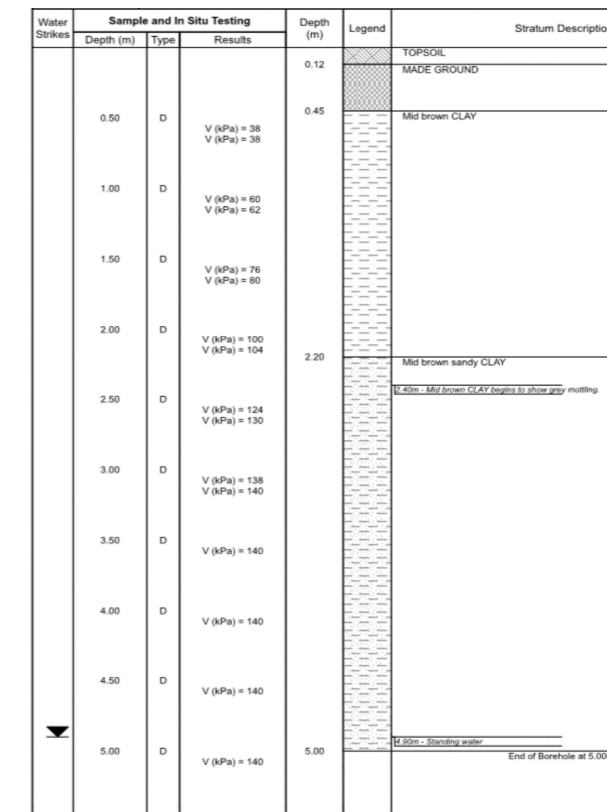 Water Strikes
Sample and In Situ Testing
Depth (m)
Legend
Stratum Descriptio
Depth (m) Type Results
TOPSOIL
0.12
MADE GROUND
0.45
Mid brown CLAY
0.50 D
V (kPa) = 38
V (kPa) = 38
1.00 D
V (kPa) = 60
V (kPa) = 62
1.50 D
V (kPa) = 76
V (kPa) = 80
2.00 D
V (kPa) = 100
V (kPa) = 104
2.20
Mid brown sandy CLAY
2.40m - Mid brown CLAY begins to show grey mottling.
2.50 D
V (kPa) = 124
V (kPa) = 130
3.00 D
V (kPa) = 138
V (kPa) = 140
3.50 D
V (kPa) = 140
4.00 D
V (kPa) = 140
4.50 D
V (kPa) = 140
4.90m - Standing water
5.00 D 5.00
End of Borehole at 5.00
V (kPa) = 140